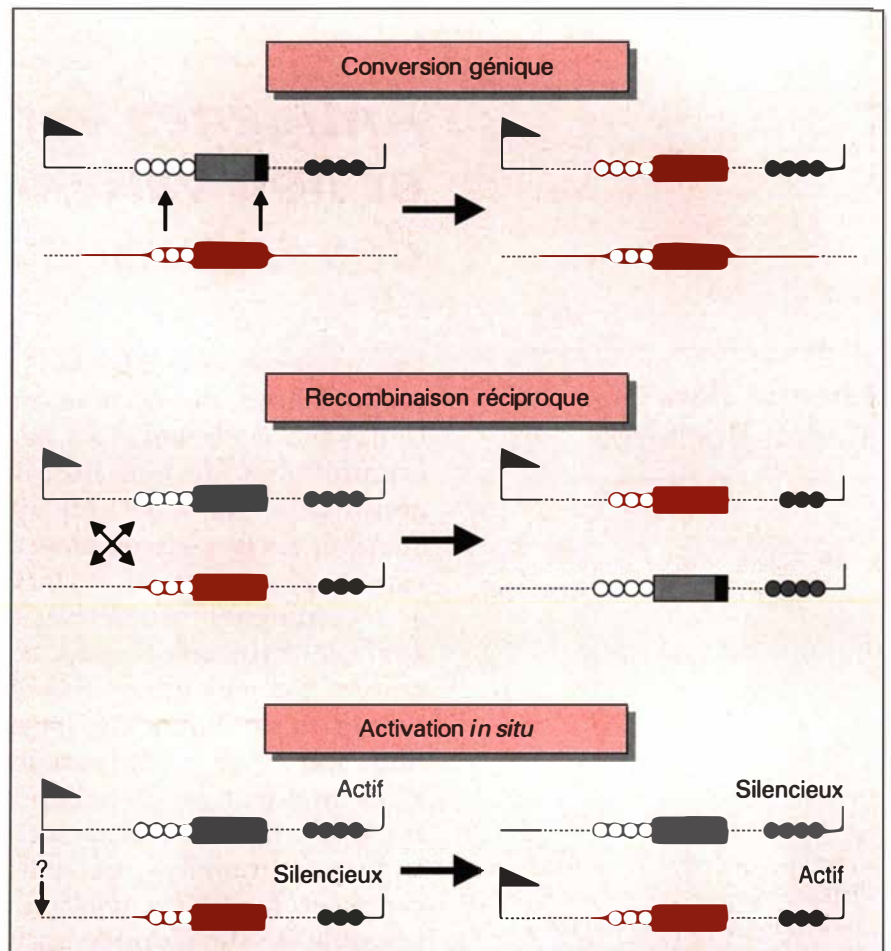 Conversion génique
Recombinaison réciproque
Activation in situ
Actif
Silencieux
?
Silencieux
Actif